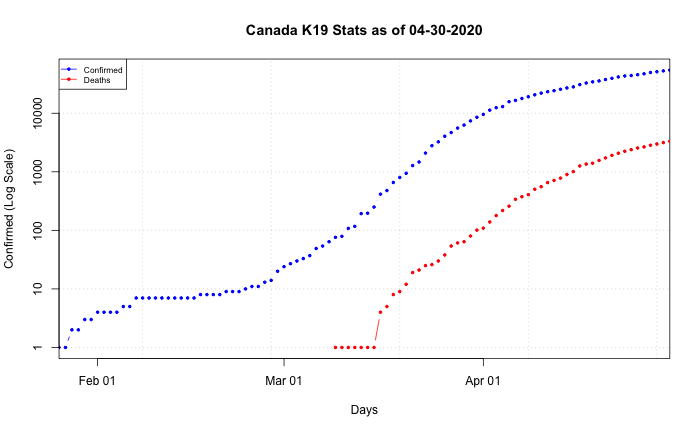 Canada K19 Stats as of 04-30-2020
Confirmed
Deaths
Confirmed (Log Scale)
10000
1000
100
10
1
Feb 01
Mar 01
Apr 01
Days